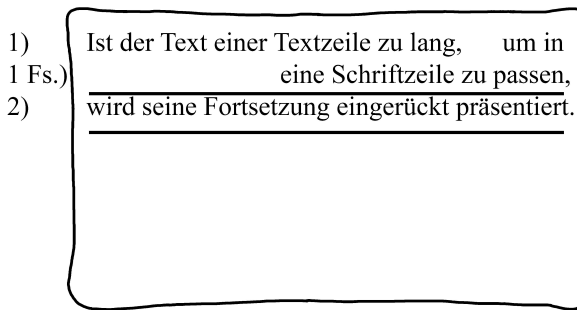 1) Ist der Text einer Textzeile zu lang, um in
1 Fs.) eine Schriftzeile zu passen,
2) wird seine Fortsetzung eingerückt präsentiert.